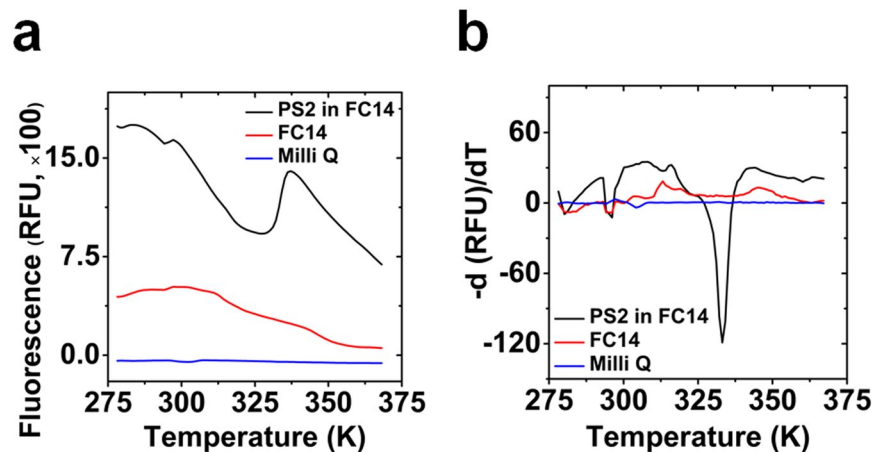 a
Fluorescence (RFU, ×100)
15.0
7.5
0.0
PS2 in FC14
FC14
Milli Q
275 300 325 350 375
Temperature (K)
b
-d (RFU)/dT
60
0
-60
-120
PS2 in FC14
FC14
Milli Q
275 300 325 350 375
Temperature (K)